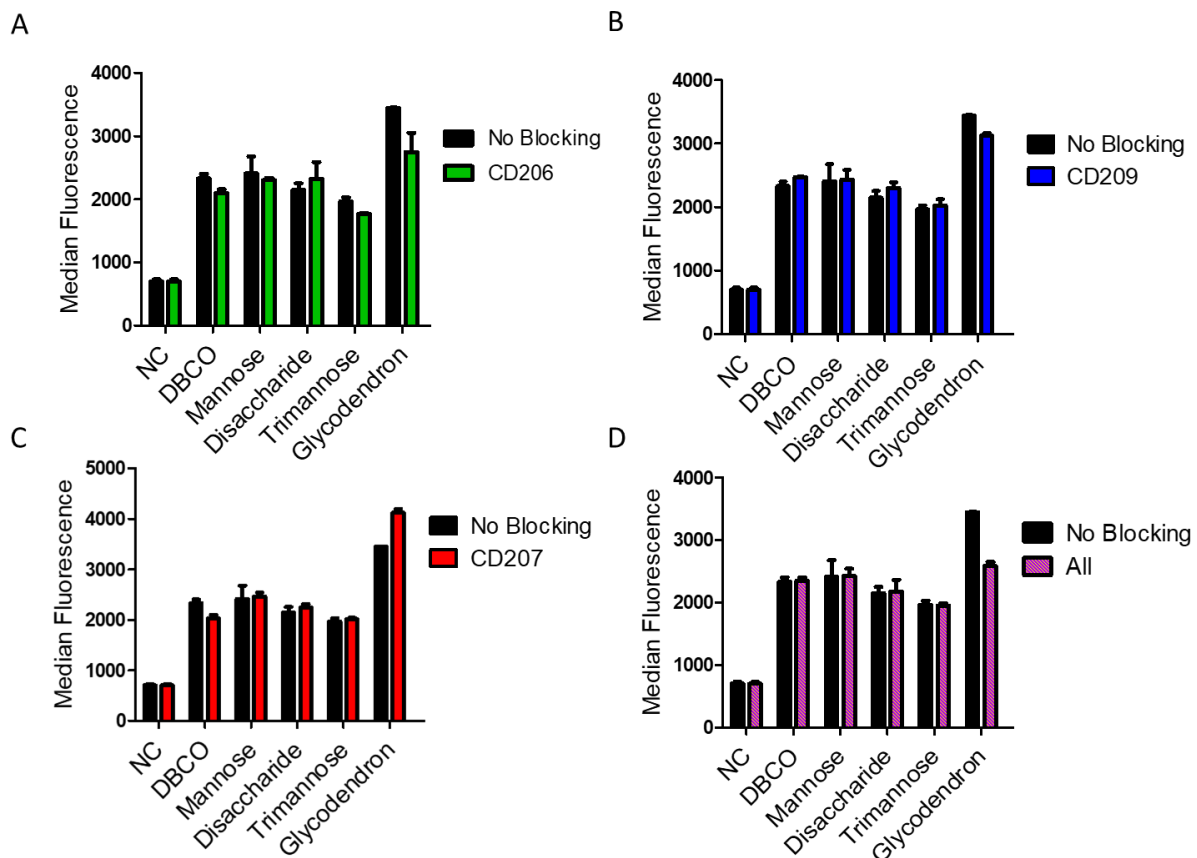 A
Median Fluorescence
4000
3000
2000
1000
0
No Blocking
CD206
NC
DBCO
Mannose
Disaccharide
Trimannose
Glycodendron
B
Median Fluorescence
4000
3000
2000
1000
0
No Blocking
CD209
NC
DBCO
Mannose
Disaccharide
Trimannose
Glycodendron
C
Median Fluorescence
5000
4000
3000
2000
1000
0
No Blocking
CD207
NC
DBCO
Mannose
Disaccharide
Trimannose
Glycodendron
D
Median Fluorescence
4000
3000
2000
1000
0
No Blocking
All
NC
DBCO
Mannose
Disaccharide
Trimannose
Glycodendron